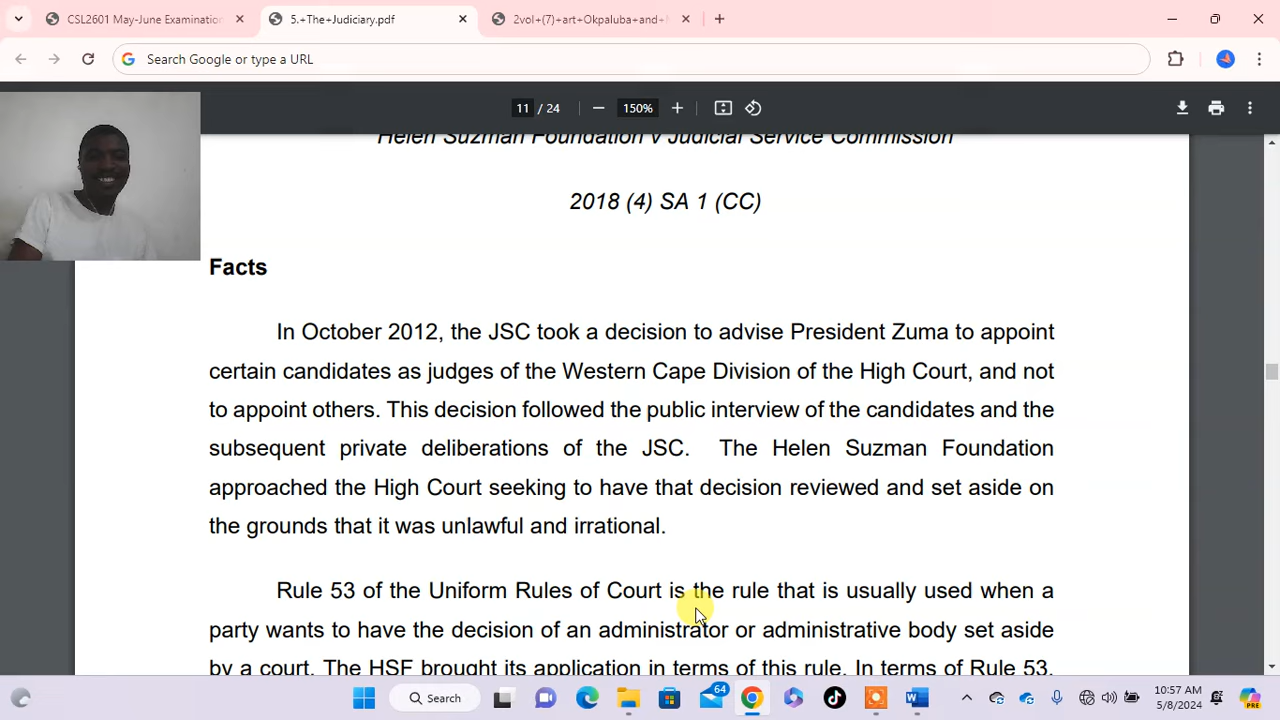 CSL2601 May-June Examination
5.+The+Judiciary.pdf
2vol+(7)+art+Okpaluba+and+
Search Google or type a URL
11 / 24
150%
Helen Suzman Foundation v Judicial Service Commission
2018 (4) SA 1 (CC)
Facts
In October 2012, the JSC took a decision to advise President Zuma to appoint
certain candidates as judges of the Western Cape Division of the High Court, and not
to appoint others. This decision followed the public interview of the candidates and the
subsequent private deliberations of the JSC. The Helen Suzman Foundation
approached the High Court seeking to have that decision reviewed and set aside on
the grounds that it was unlawful and irrational.
Rule 53 of the Uniform Rules of Court is the rule that is usually used when a
party wants to have the decision of an administrator or administrative body set aside
by a court. The HSF brought its application in terms of this rule. In terms of Rule 53,
Search
64
10:57 AM
5/8/2024
PRE